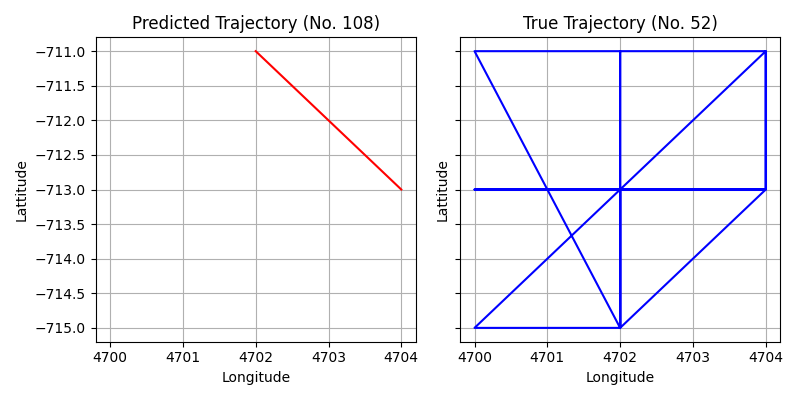 Predicted Trajectory (No. 108)
True Trajectory (No. 52)
Lattitude
−711.0
−711.5
−712.0
−712.5
−713.0
−713.5
−714.0
−714.5
−715.0
4700 4701 4702 4703 4704
Longitude
Lattitude
4700 4701 4702 4703 4704
Longitude